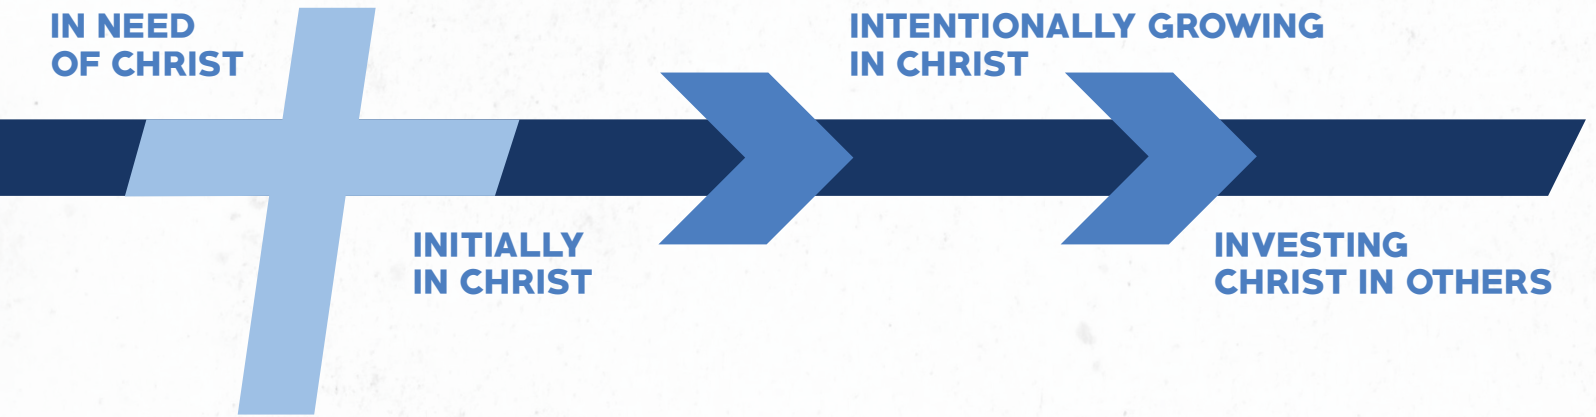 IN NEED
OF CHRIST
INITIALLY
IN CHRIST
INTENTIONALLY GROWING
IN CHRIST
INVESTING
CHRIST IN OTHERS